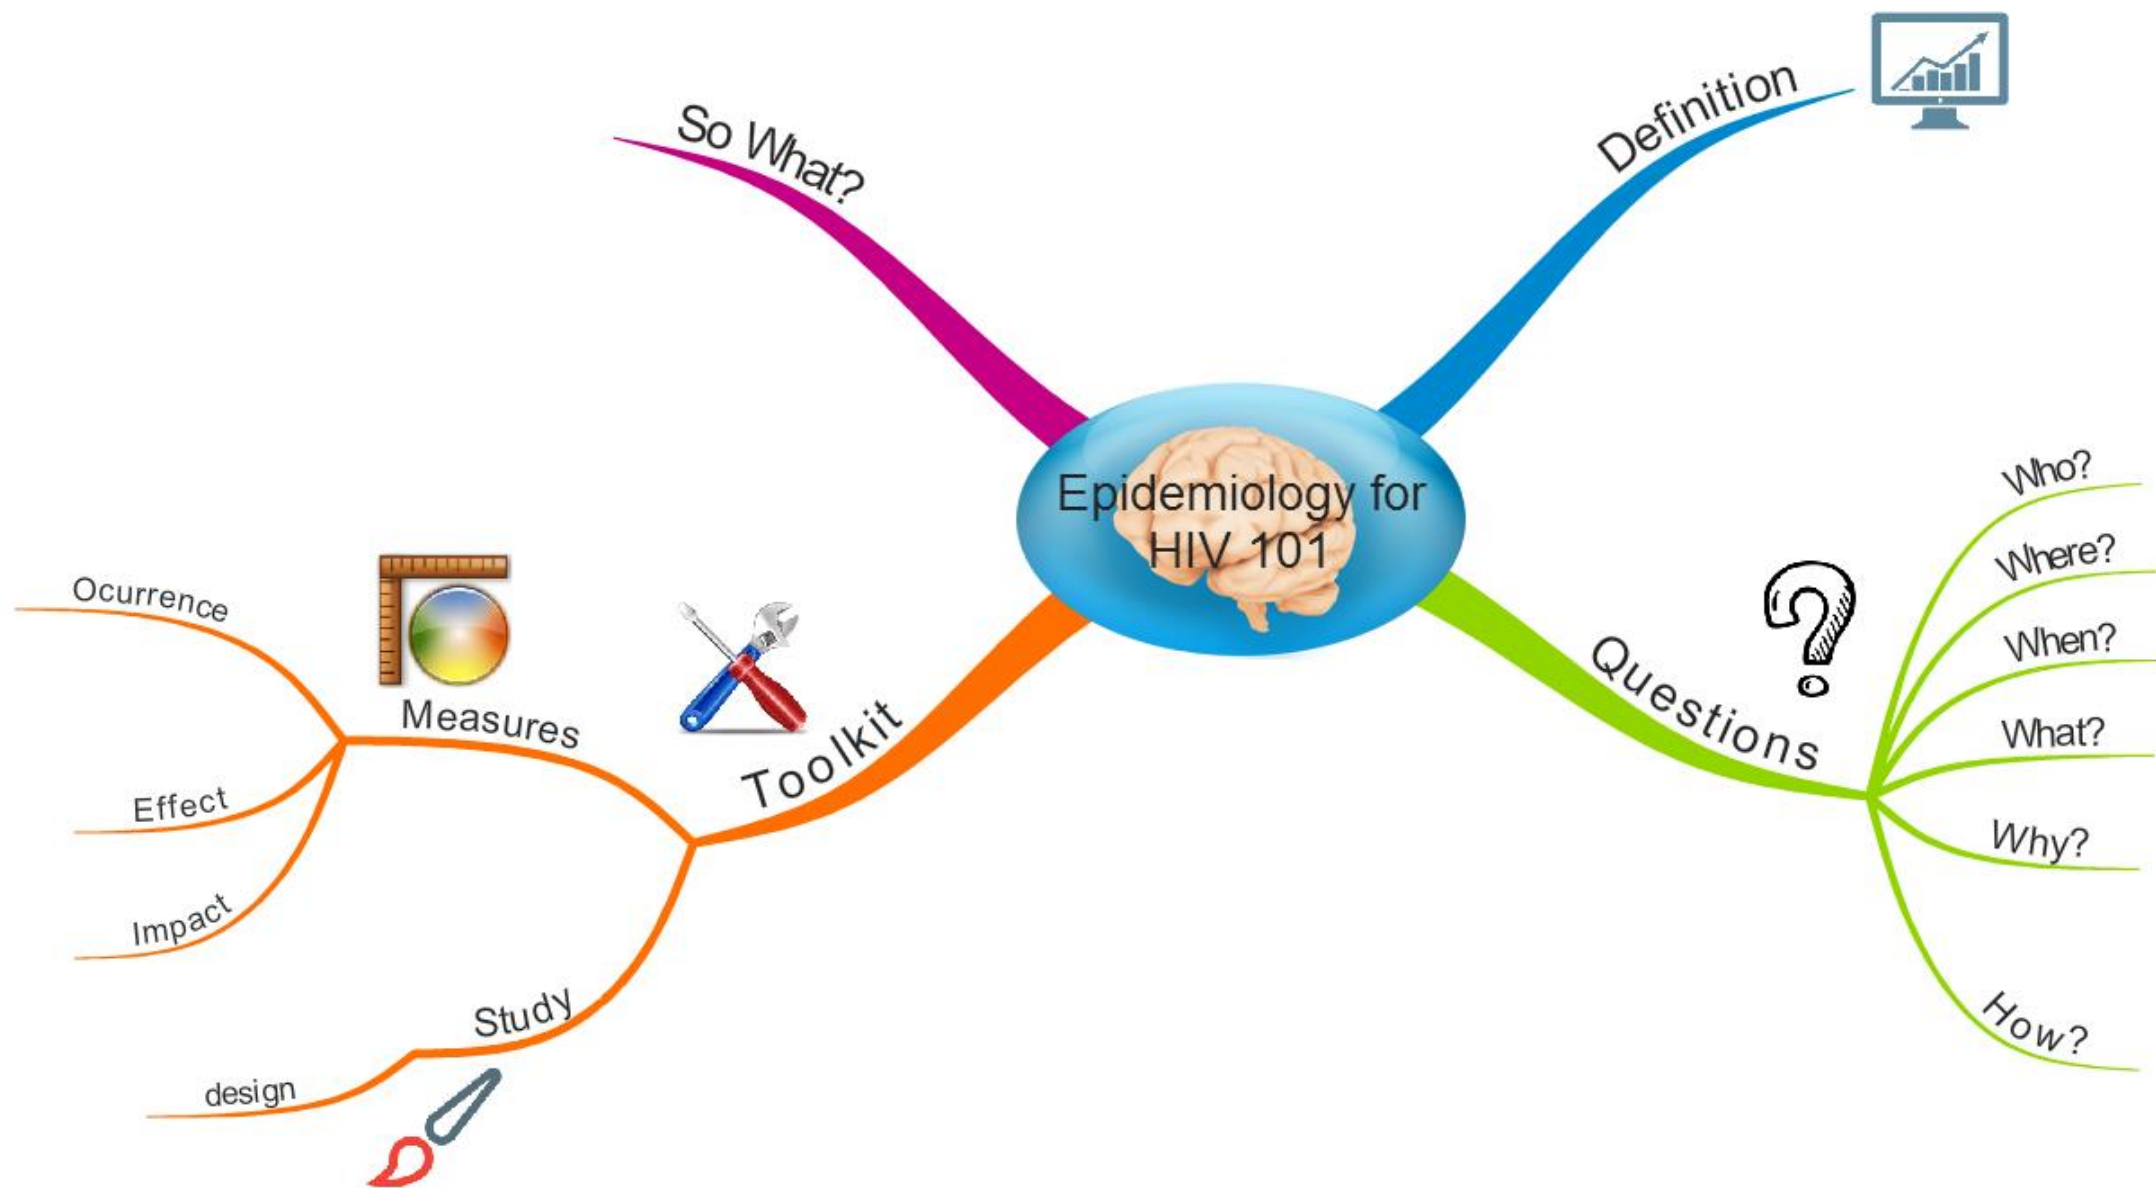 Epidemiology for
HIV 101
Definition
Questions
Who?
Where?
When?
What?
Why?
How?
Toolkit
Measures
Ocurrence
Effect
Impact
Study
design
So What?